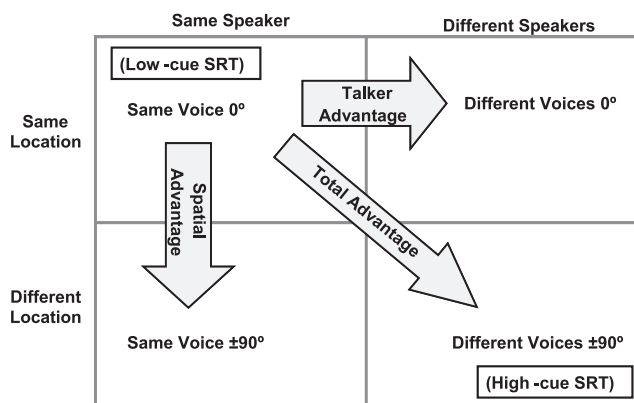 Same Speaker
Different Speakers
(Low -cue SRT)
Same Voice 0º
Talker
Advantage
Different Voices 0º
Same
Location
Spatial
Advantage
Total Advantage
Different
Location
Same Voice ±90º
Different Voices ±90º
(High -cue SRT)